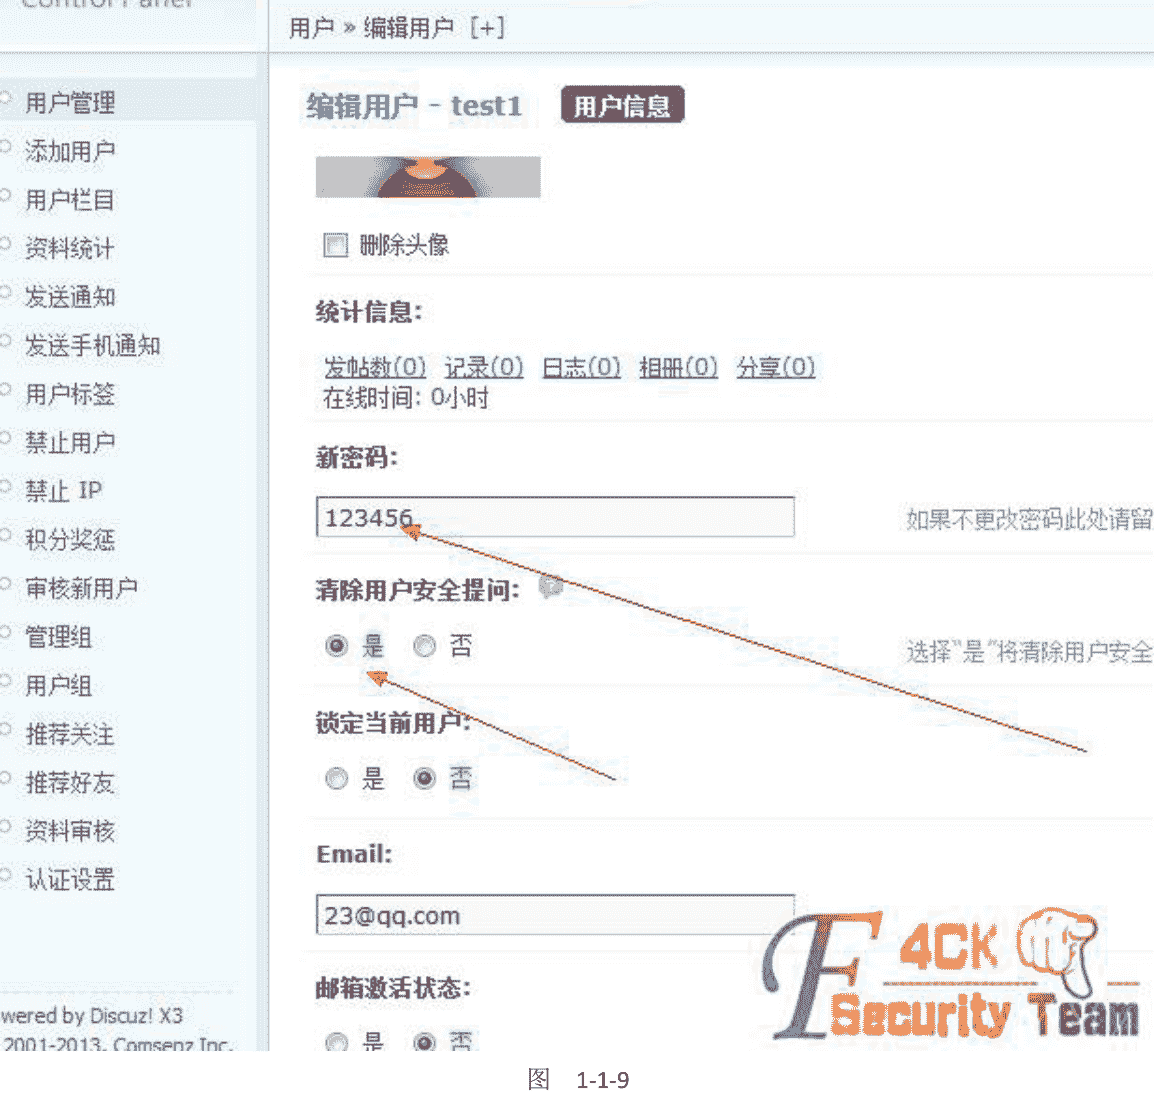 Control Panel
用户 » 编辑用户 [+]
用户管理
添加用户
用户栏目
资料统计
发送通知
发送手机通知
用户标签
禁止用户
禁止 IP
积分奖惩
审核新用户
管理组
用户组
推荐关注
推荐好友
资料审核
认证设置
wered by Discuz! X3
2001-2013, Comsenz Inc.
编辑用户 - test1 用户信息
删除头像
统计信息:
发帖数(0) 记录(0) 日志(0) 相册(0) 分享(0)
在线时间: 0小时
新密码:
123456
如果不更改密码此处请留
清除用户安全提问: ?
是 否
选择“是”将清除用户安全
锁定当前用户:
是 否
Email:
23@qq.com
邮箱激活状态:
是 否
F4CK
Security Team
图 1-1-9